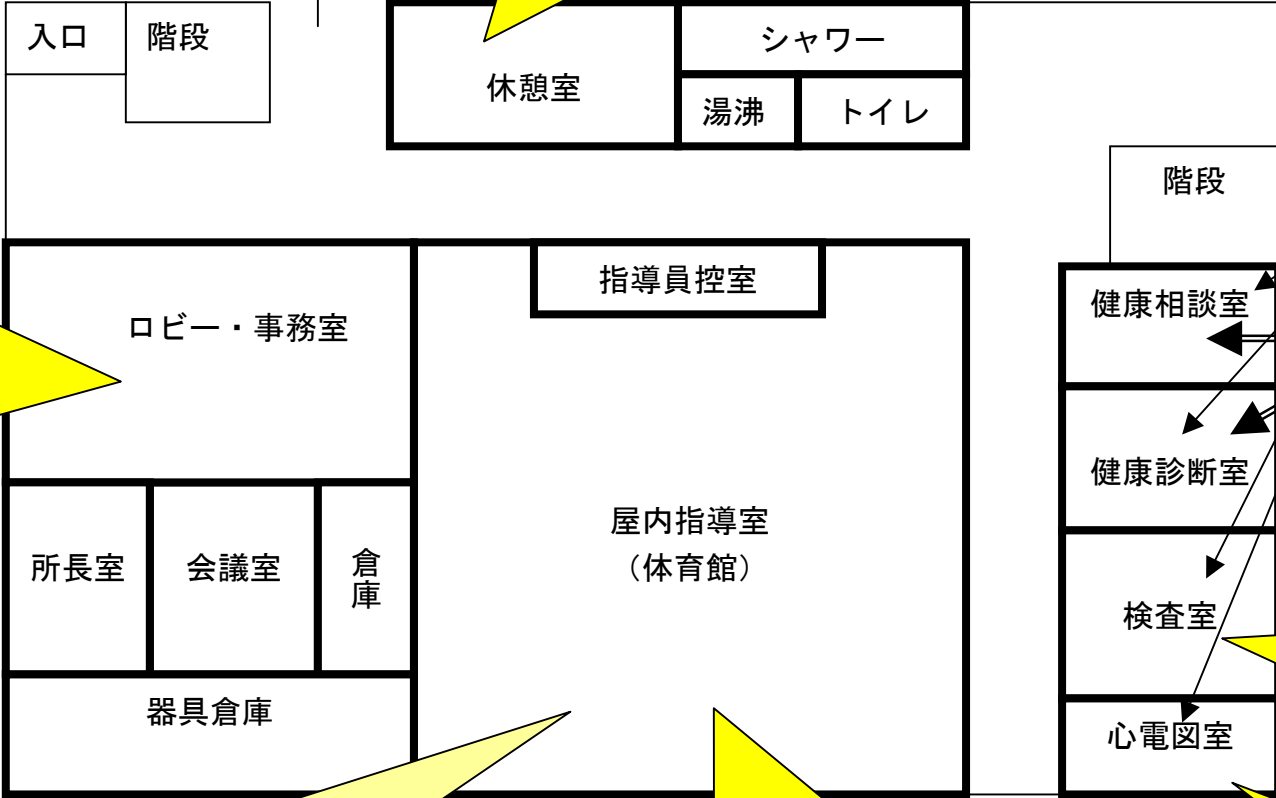 入口
階段
休憩室
シャワー
湯沸
トイレ
階段
指導員控室
ロビー・事務室
健康相談室
健康診断室
屋内指導室
（体育館）
所長室
会議室
倉
庫
検査室
器具倉庫
心電図室